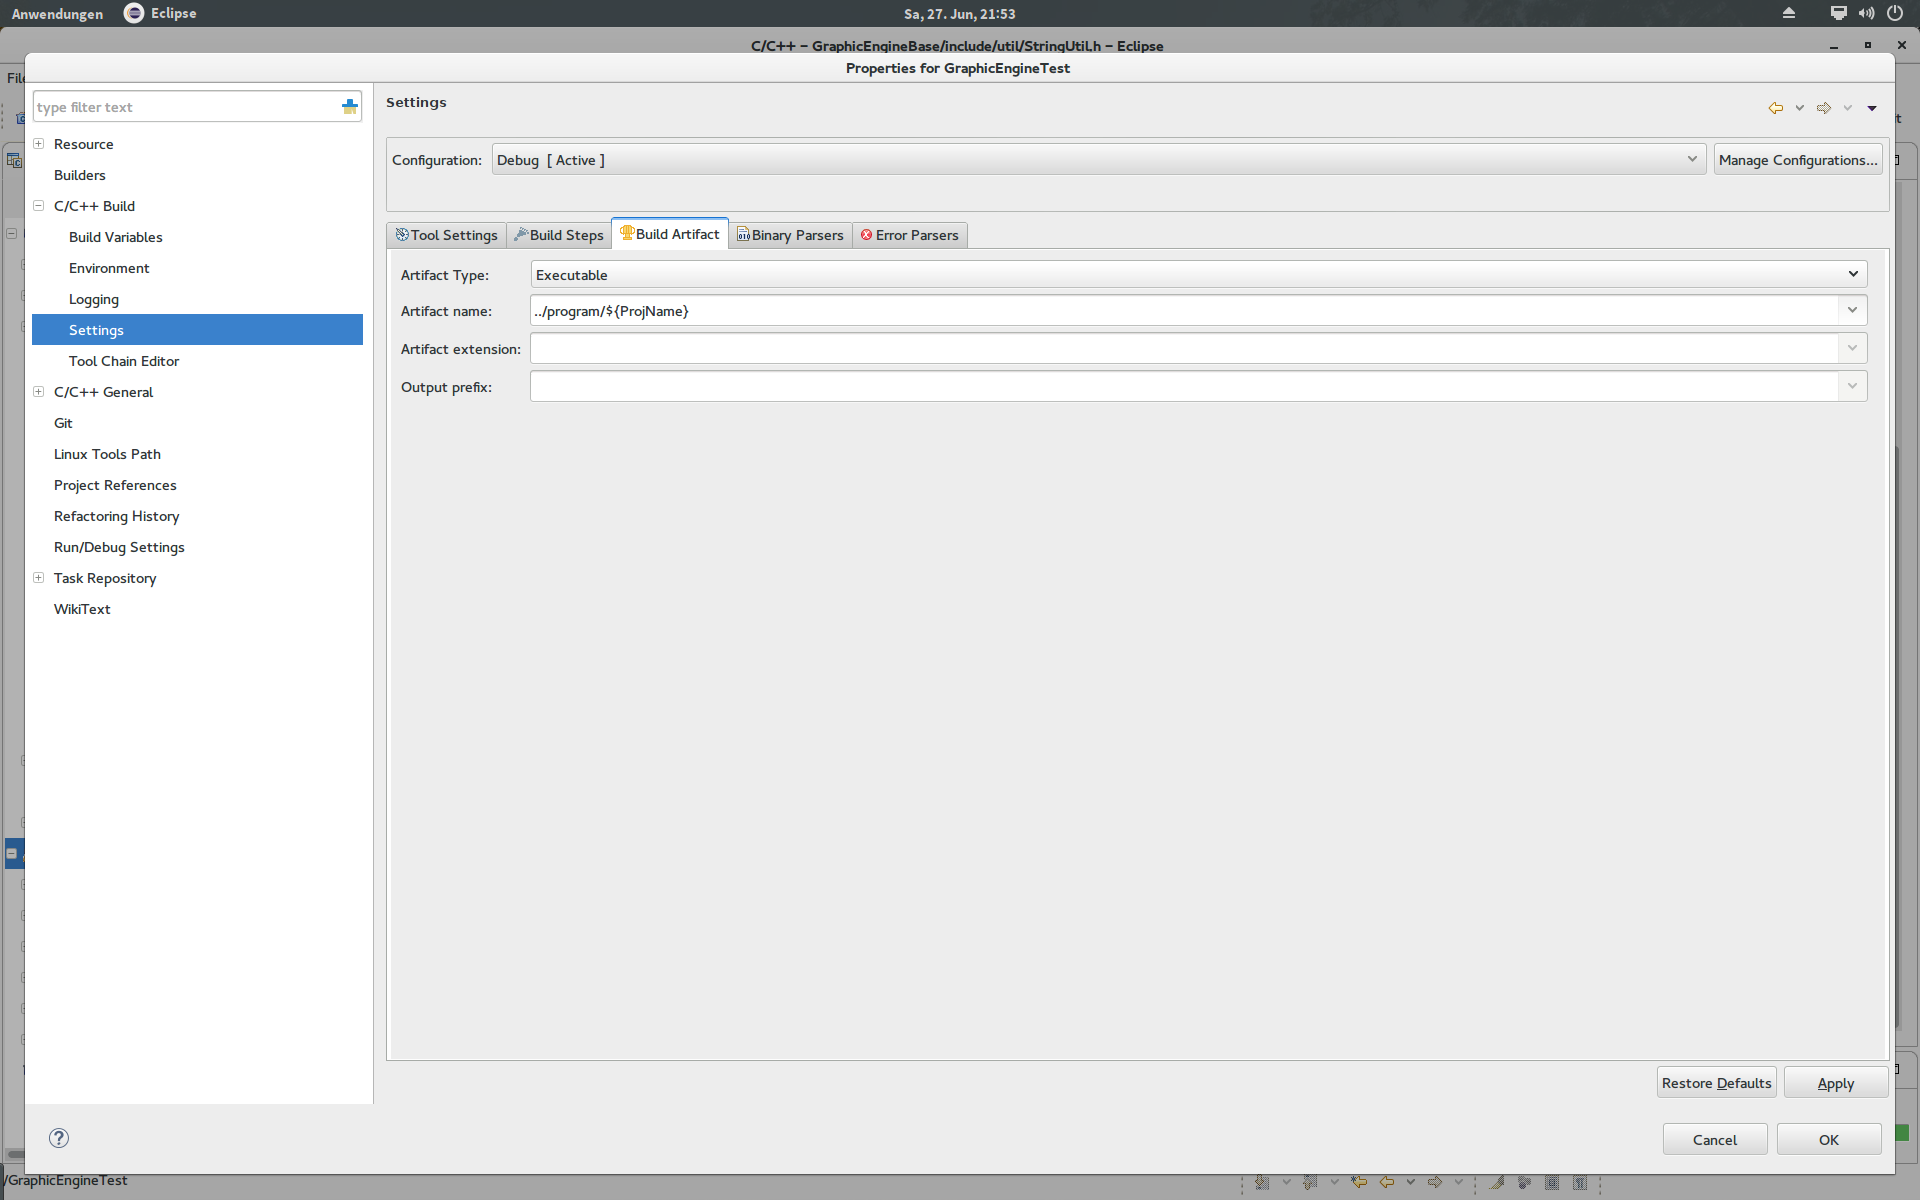 Anwendungen Eclipse Sa, 27. Jun, 21:53
C/C++ – GraphicEngineBase/include/util/StringUtil.h – Eclipse
Properties for GraphicEngineTest
type filter text
Resource
Builders
C/C++ Build
Build Variables
Environment
Logging
Settings
Tool Chain Editor
C/C++ General
Git
Linux Tools Path
Project References
Refactoring History
Run/Debug Settings
Task Repository
WikiText
Settings
Configuration: Debug [ Active ] Manage Configurations...
Tool Settings Build Steps Build Artifact Binary Parsers Error Parsers
Artifact Type: Executable
Artifact name: ../program/${ProjName}
Artifact extension:
Output prefix:
Restore Defaults Apply
Cancel OK
/GraphicEngineTest